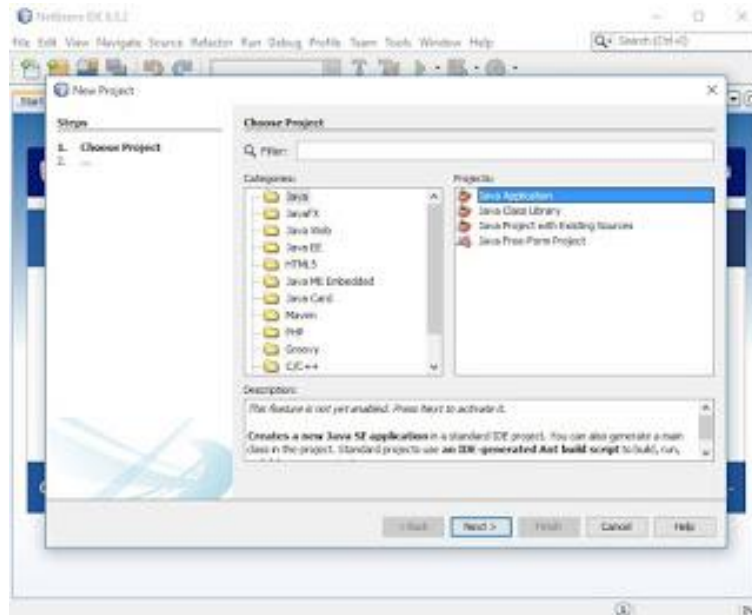 NetBeans IDE 8.0.2
File Edit View Navigate Source Refactor Run Debug Profile Team Tools Window Help
Search (Ctrl+I)
Start
New Project
Steps
1. Choose Project
2. ...
Choose Project
Filter:
Categories:
Java
JavaFX
Java Web
Java EE
HTML5
Java ME Embedded
Java Card
Maven
PHP
Groovy
C/C++
Projects:
Java Application
Java Class Library
Java Project with Existing Sources
Java Free-Form Project
Description:
This feature is not yet enabled. Press Next to activate it.
Creates a new Java SE application in a standard IDE project. You can also generate a main
class in the project. Standard projects use an IDE-generated Ant build script to build, run,
< Back
Next >
Finish
Cancel
Help